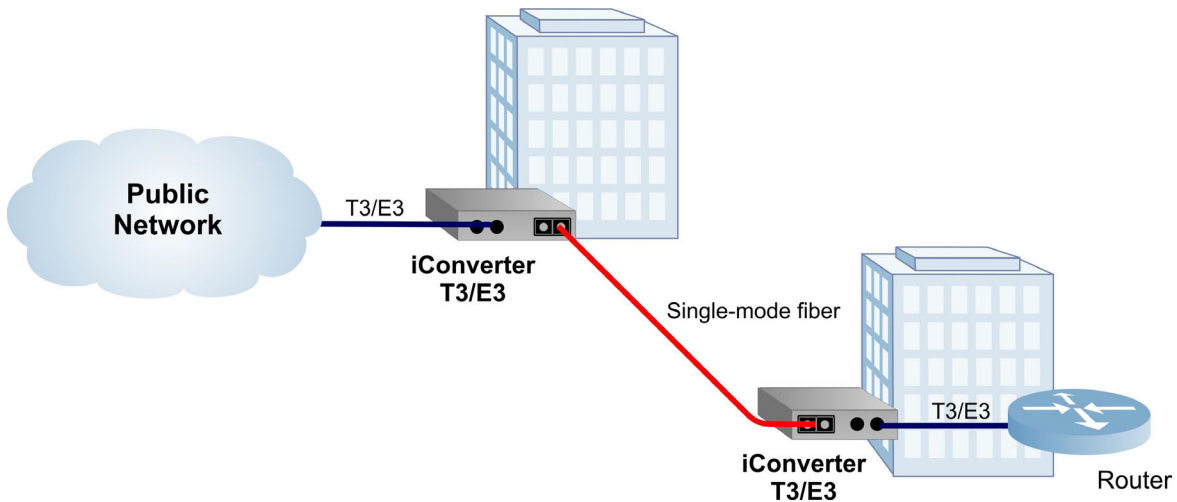 Public
Network
T3/E3
iConverter
T3/E3
Single-mode fiber
T3/E3
iConverter
T3/E3
Router